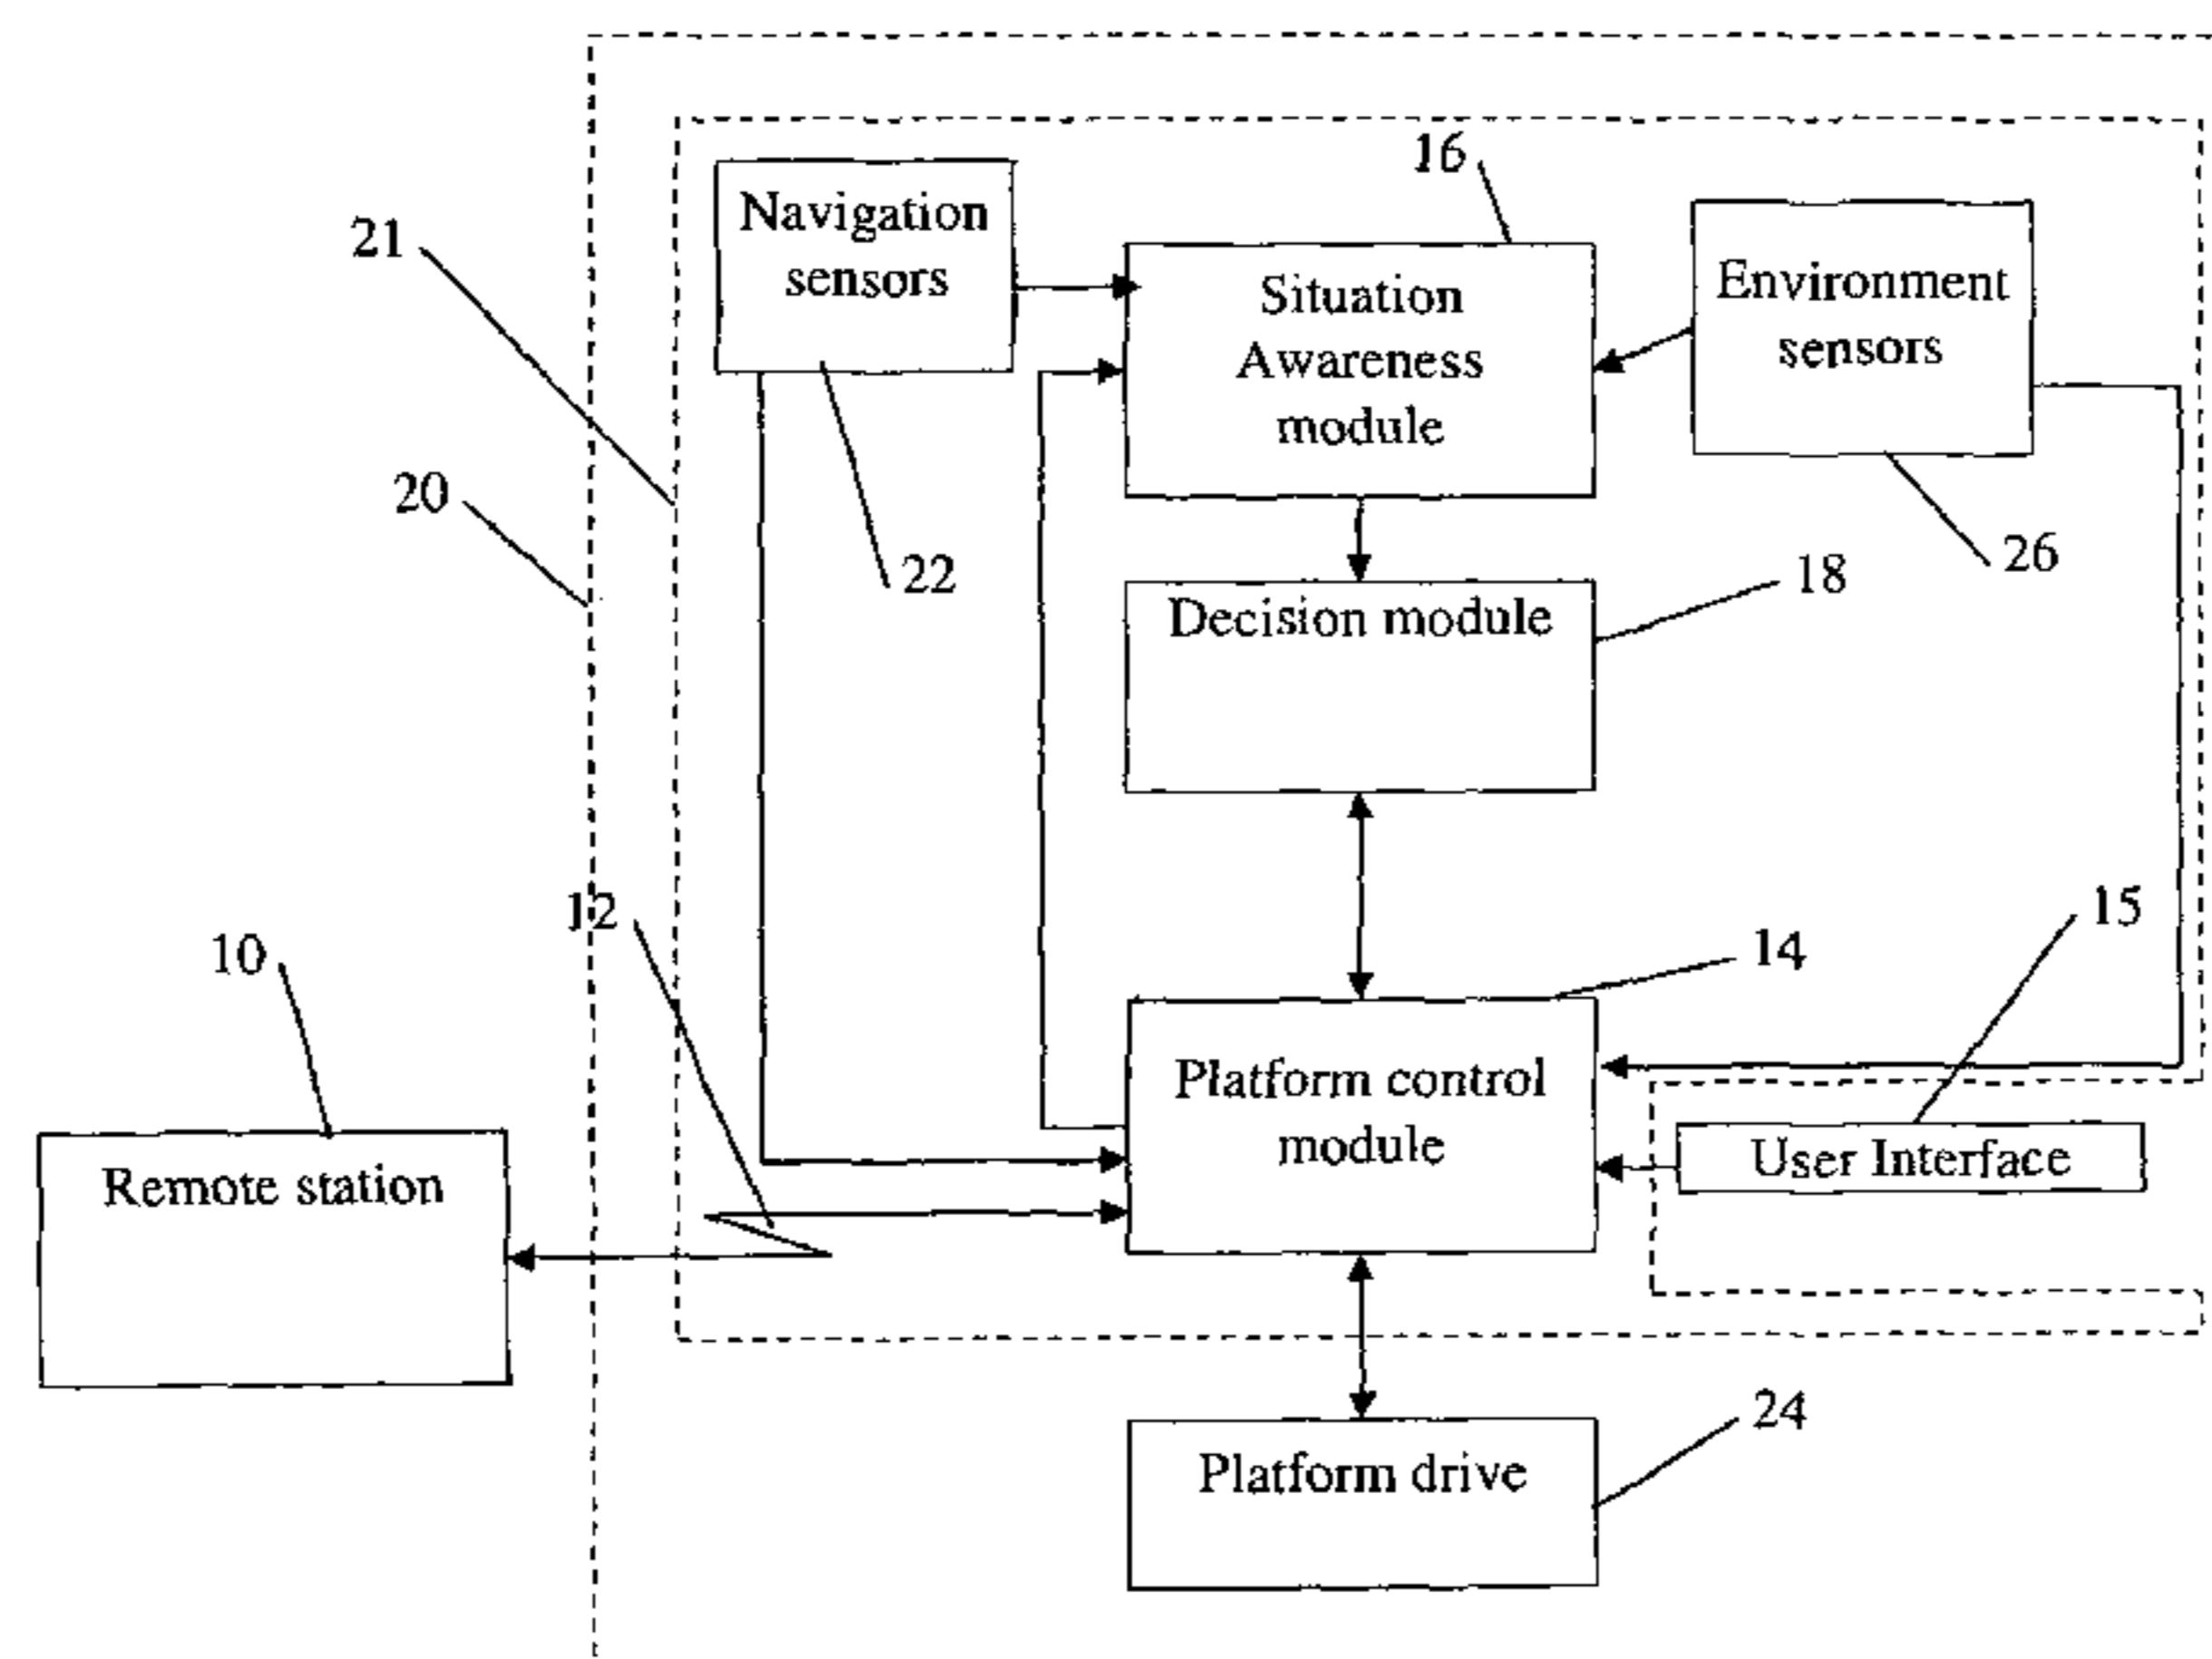 16
Navigation
sensors
21
Situation
Awareness
module
Environment
sensors
20
22
26
18
Decision module
12
15
10
14
Platform control
module
Remote station
User Interface
24
Platform drive